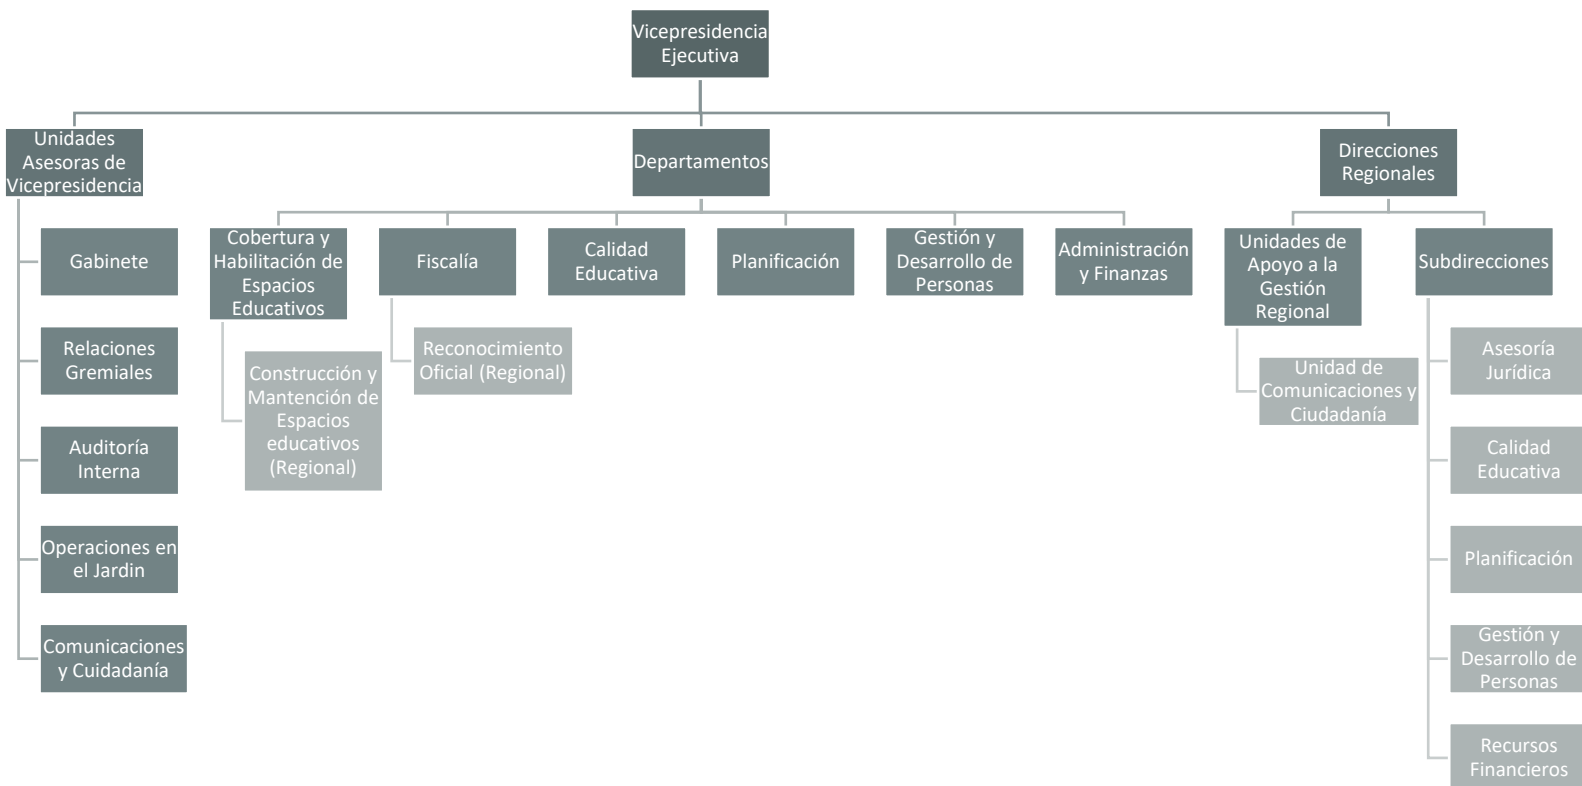 Vicepresidencia
Ejecutiva
Unidades
Asesoras de
Vicepresidencia
Departamentos
Direcciones
Regionales
Gabinete
Relaciones
Gremiales
Auditoría
Interna
Operaciones en
el Jardin
Comunicaciones
y Cuidadanía
Cobertura y
Habilitación de
Espacios
Educativos
Construcción y
Mantención de
Espacios
educativos
(Regional)
Fiscalía
Reconocimiento
Oficial (Regional)
Calidad
Educativa
Planificación
Gestión y
Desarrollo de
Personas
Administración
y Finanzas
Unidades de
Apoyo a la
Gestión
Regional
Unidad de
Comunicaciones y
Ciudadanía
Subdirecciones
Asesoría
Jurídica
Calidad
Educativa
Planificación
Gestión y
Desarrollo de
Personas
Recursos
Financieros